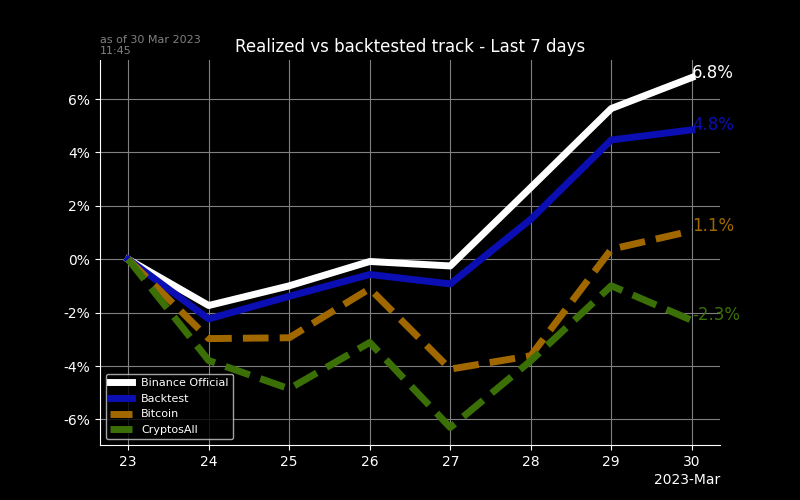 as of 30 Mar 2023
11:45
Realized vs backtested track - Last 7 days
6.8%
6%
4.8%
4%
2%
1.1%
0%
-2%
-2.3%
-4%
-6%
Binance Official
Backtest
Bitcoin
CryptosAll
23 24 25 26 27 28 29 30
2023-Mar